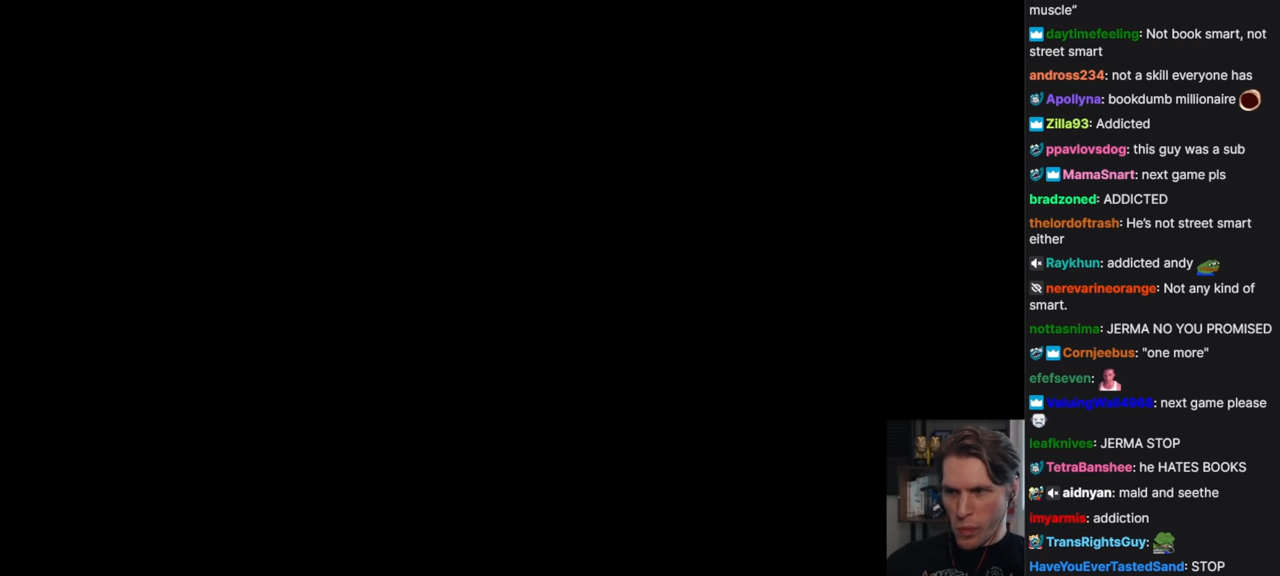 muscle”
daytimefeeling: Not book smart, not
street smart
andross234: not a skill everyone has
Apollyna: bookdumb millionaire
Zilla93: Addicted
ppavlovsdog: this guy was a sub
MamaSnart: next game pls
bradzoned: ADDICTED
thelordoftrash: He's not street smart
either
Raykhun: addicted andy
nerevarineorange: Not any kind of
smart.
nottasnima: JERMA NO YOU PROMISED
Cornjeebus: "one more"
efefseven:
: next game please
leafknives: JERMA STOP
TetraBanshee: he HATES BOOKS
aidnyan: mald and seethe
imyarmis: addiction
TransRightsGuy:
HaveYouEverTastedSand: STOP